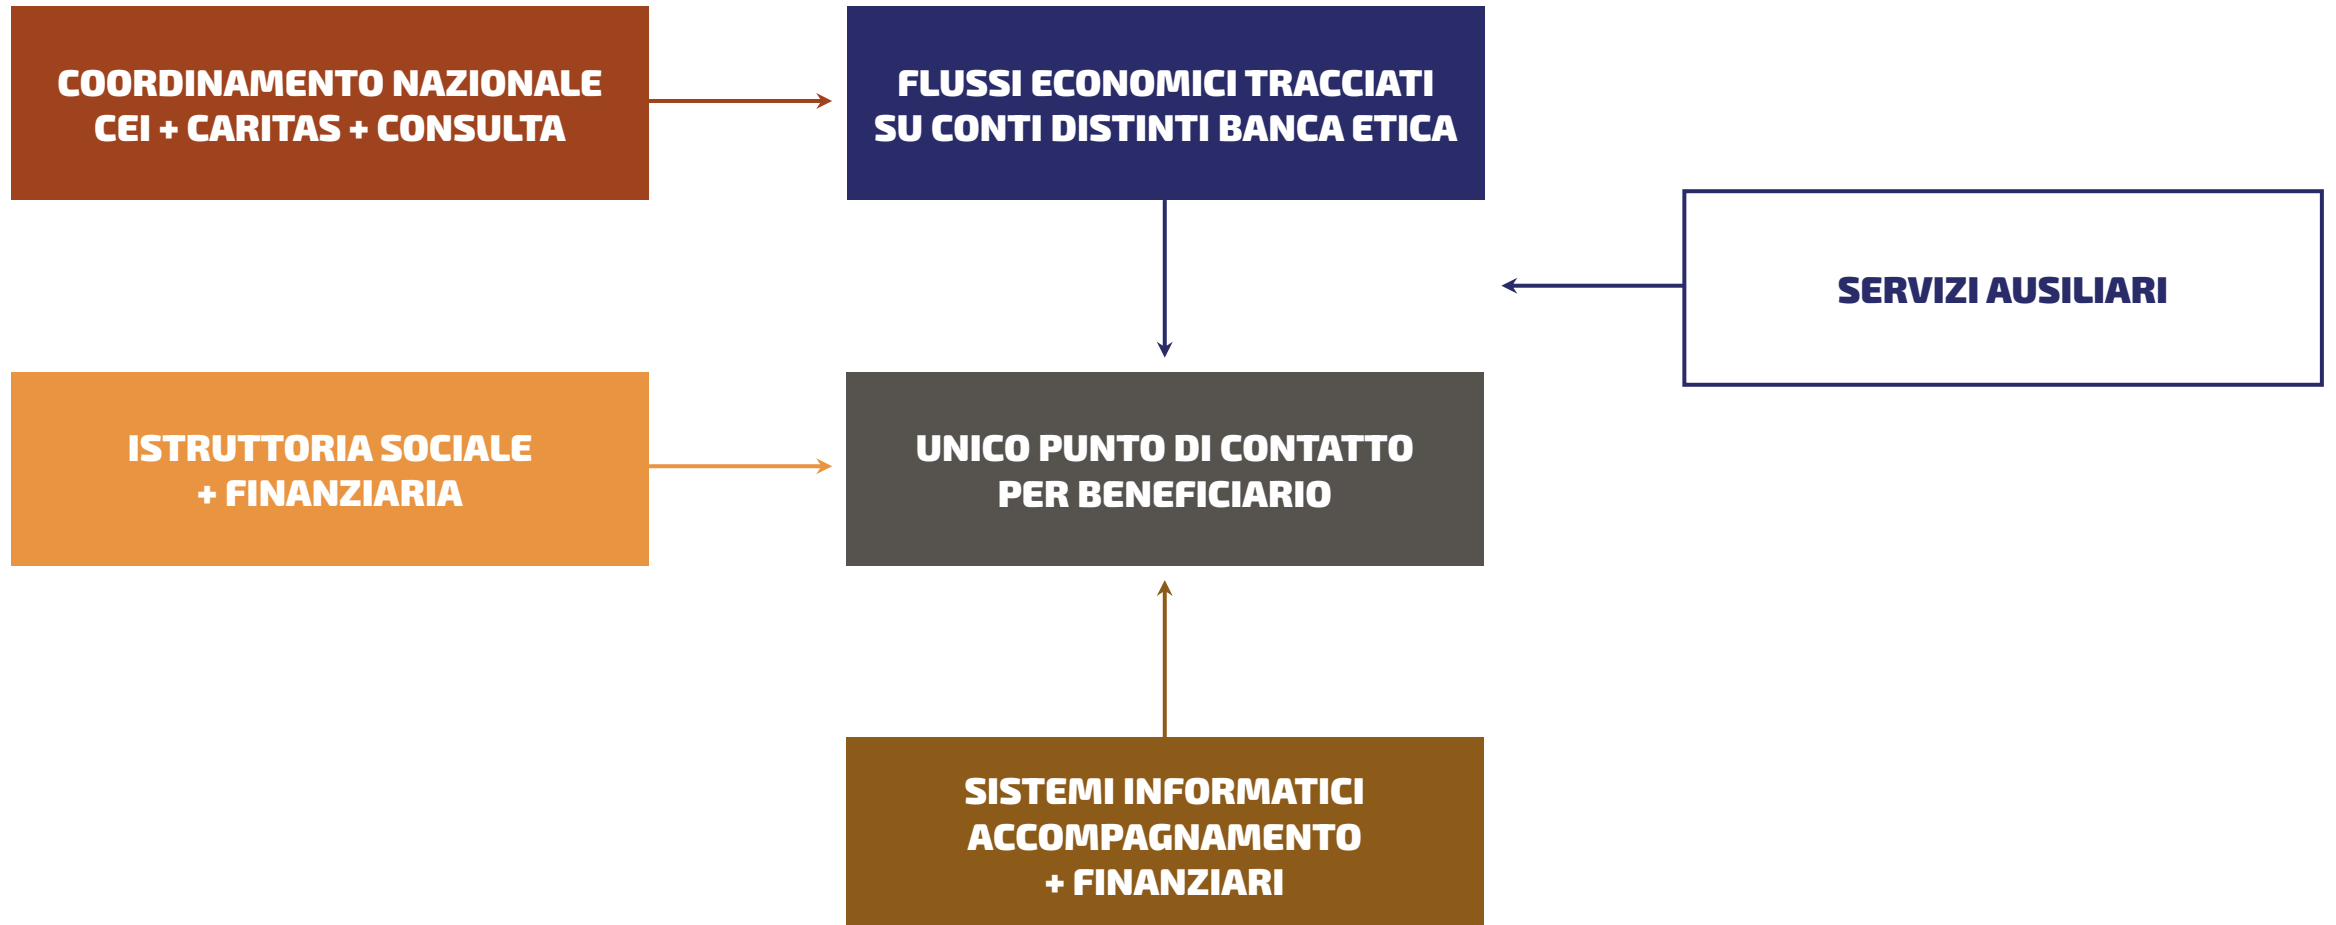 COORDINAMENTO NAZIONALE
CEI + CARITAS + CONSULTA
FLUSSI ECONOMICI TRACCIATI
SU CONTI DISTINTI BANCA ETICA
SERVIZI AUSILIARI
ISTRUTTORIA SOCIALE
+ FINANZIARIA
UNICO PUNTO DI CONTATTO
PER BENEFICIARIO
SISTEMI INFORMATICI
ACCOMPAGNAMENTO
+ FINANZIARI